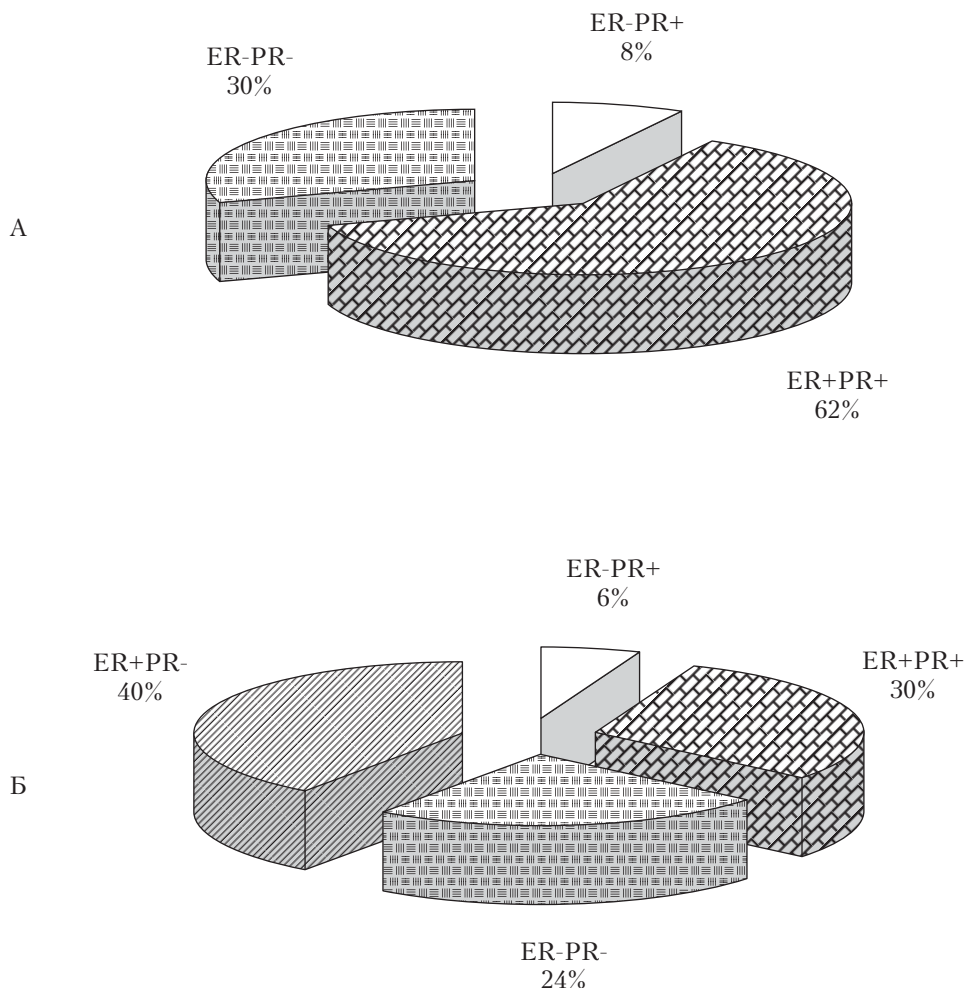 ER-PR+
8%
ER-PR-
30%
А
ER+PR+
62%
ER-PR+
6%
ER+PR-
40%
ER+PR+
30%
Б
ER-PR-
24%